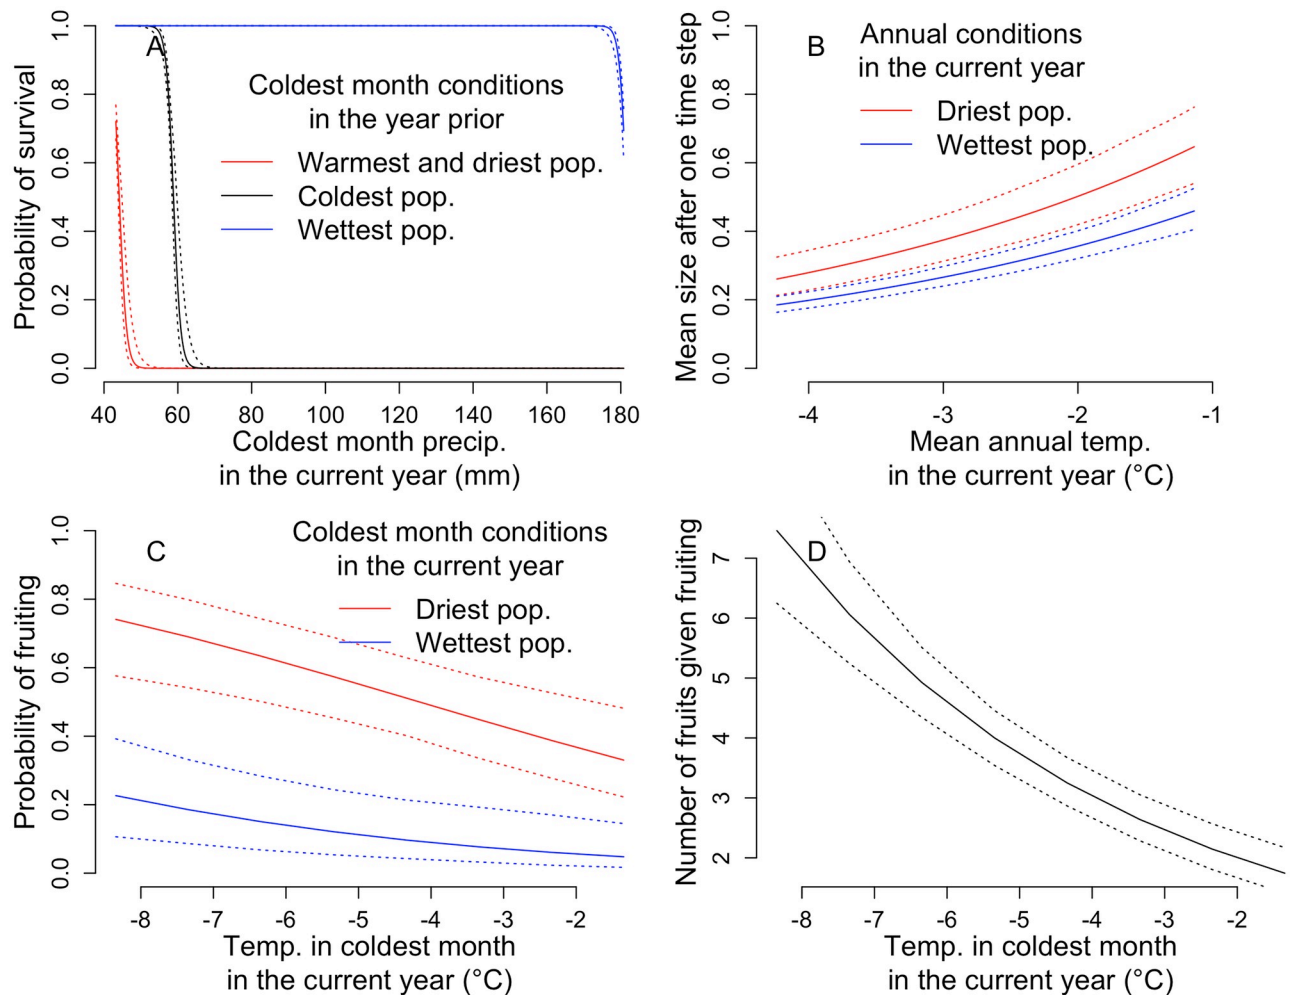 A
Coldest month conditions
in the year prior
Warmest and driest pop.
Coldest pop.
Wettest pop.
Probability of survival
0.0 0.2 0.4 0.6 0.8 1.0
40 60 80 100 120 140 160 180
Coldest month precip.
in the current year (mm)
B
Annual conditions
in the current year
Driest pop.
Wettest pop.
Mean size after one time step
0.0 0.2 0.4 0.6 0.8 1.0
-4 -3 -2 -1
Mean annual temp.
in the current year (°C)
C
Coldest month conditions
in the current year
Driest pop.
Wettest pop.
Probability of fruiting
0.0 0.2 0.4 0.6 0.8 1.0
-8 -7 -6 -5 -4 -3 -2
Temp. in coldest month
in the current year (°C)
D
Number of fruits given fruiting
2 3 4 5 6 7
-8 -7 -6 -5 -4 -3 -2
Temp. in coldest month
in the current year (°C)